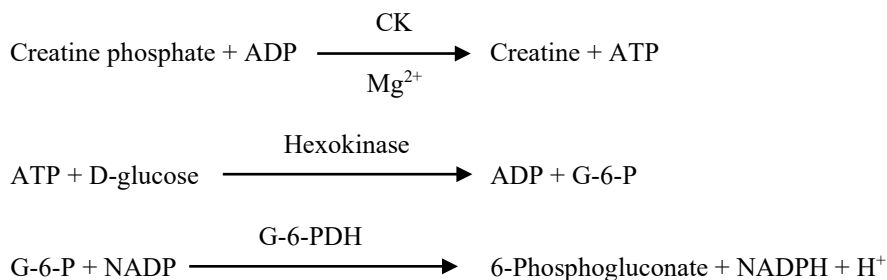 CK
Creatine phosphate + ADP Creatine + ATP
Mg2+
Hexokinase
ATP + D-glucose ADP + G-6-P
G-6-PDH
G-6-P + NADP 6-Phosphogluconate + NADPH + H+